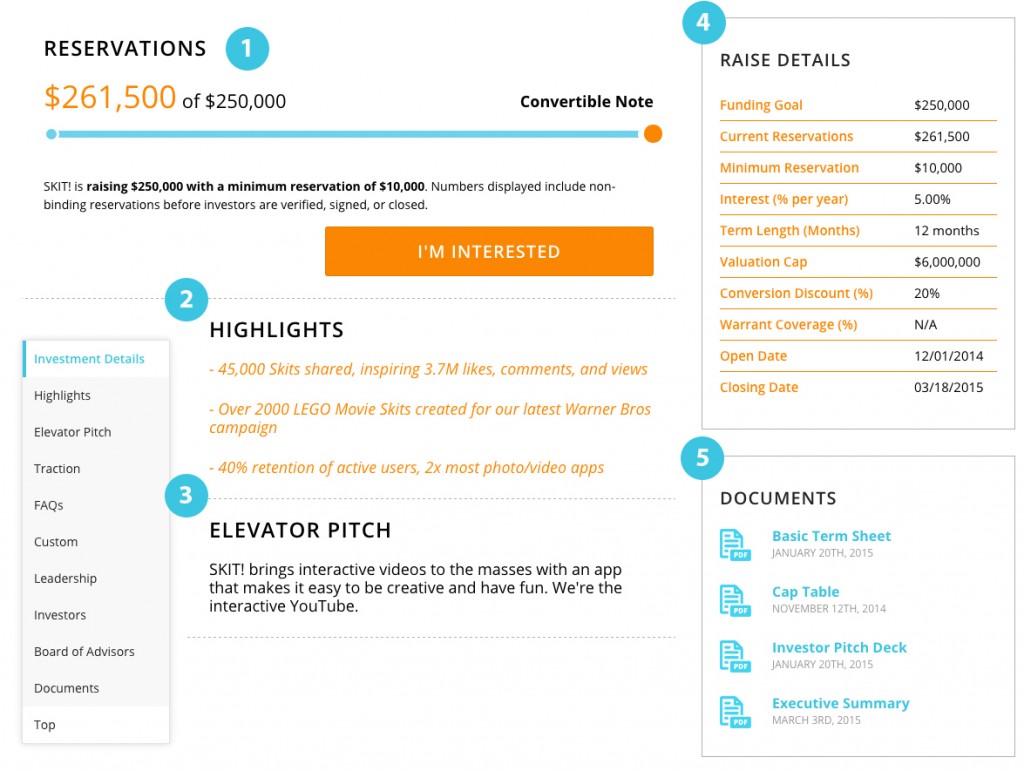 RESERVATIONS
1
$261,500 of $250,000
Convertible Note
SKIT! is raising $250,000 with a minimum reservation of $10,000. Numbers displayed include non-
binding reservations before investors are verified, signed, or closed.
I'M INTERESTED
2
HIGHLIGHTS
- 45,000 Skits shared, inspiring 3.7M likes, comments, and views
- Over 2000 LEGO Movie Skits created for our latest Warner Bros
campaign
- 40% retention of active users, 2x most photo/video apps
3
ELEVATOR PITCH
SKIT! brings interactive videos to the masses with an app
that makes it easy to be creative and have fun. We're the
interactive YouTube.
Investment Details
Highlights
Elevator Pitch
Traction
FAQs
Custom
Leadership
Investors
Board of Advisors
Documents
Top
4
RAISE DETAILS
Funding Goal $250,000
Current Reservations $261,500
Minimum Reservation $10,000
Interest (% per year) 5.00%
Term Length (Months) 12 months
Valuation Cap $6,000,000
Conversion Discount (%) 20%
Warrant Coverage (%) N/A
Open Date 12/01/2014
Closing Date 03/18/2015
5
DOCUMENTS
PDF
Basic Term Sheet
JANUARY 20TH, 2015
PDF
Cap Table
NOVEMBER 12TH, 2014
PDF
Investor Pitch Deck
JANUARY 20TH, 2015
PDF
Executive Summary
MARCH 3RD, 2015